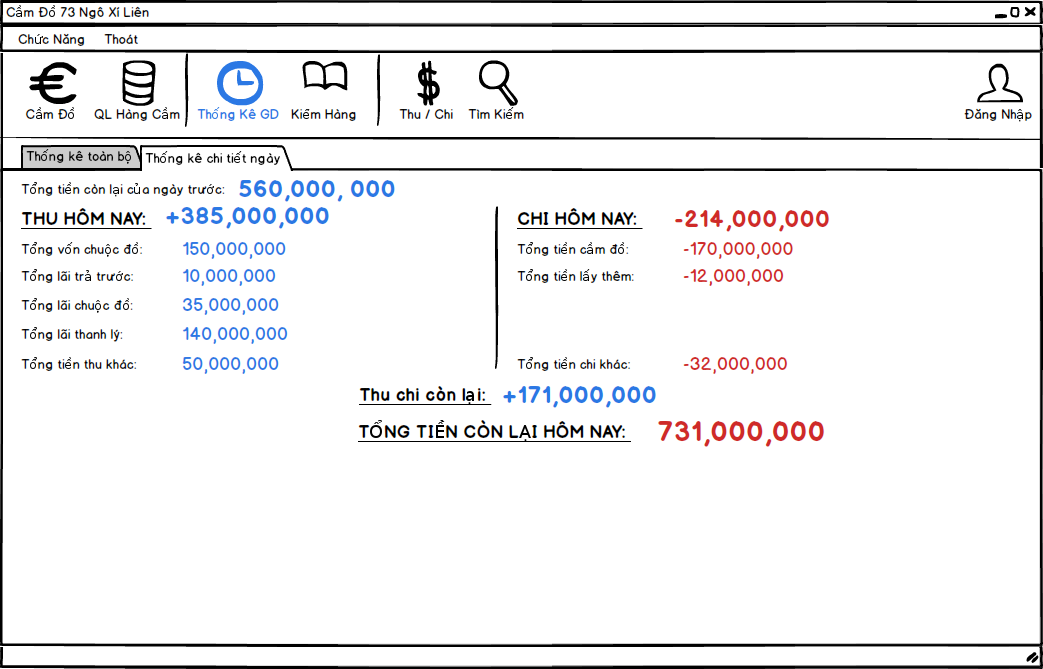 Cầm Đồ 73 Ngô Xí Liên
Chức Năng Thoát
Cầm Đồ QL Hàng Cầm Thống Kê GD Kiểm Hàng Thu / Chi Tìm Kiếm Đăng Nhập
Thống kê toàn bộ Thống kê chi tiết ngày
Tổng tiền còn lại của ngày trước: 560,000, 000
THU HÔM NAY: +385,000,000
Tổng vốn chuộc đồ: 150,000,000
Tổng lãi trả trước: 10,000,000
Tổng lãi chuộc đồ: 35,000,000
Tổng lãi thanh lý: 140,000,000
Tổng tiền thu khác: 50,000,000
CHI HÔM NAY: -214,000,000
Tổng tiền cầm đồ: -170,000,000
Tổng tiền lấy thêm: -12,000,000
Tổng tiền chi khác: -32,000,000
Thu chi còn lại: +171,000,000
TỔNG TIỀN CÒN LẠI HÔM NAY: 731,000,000